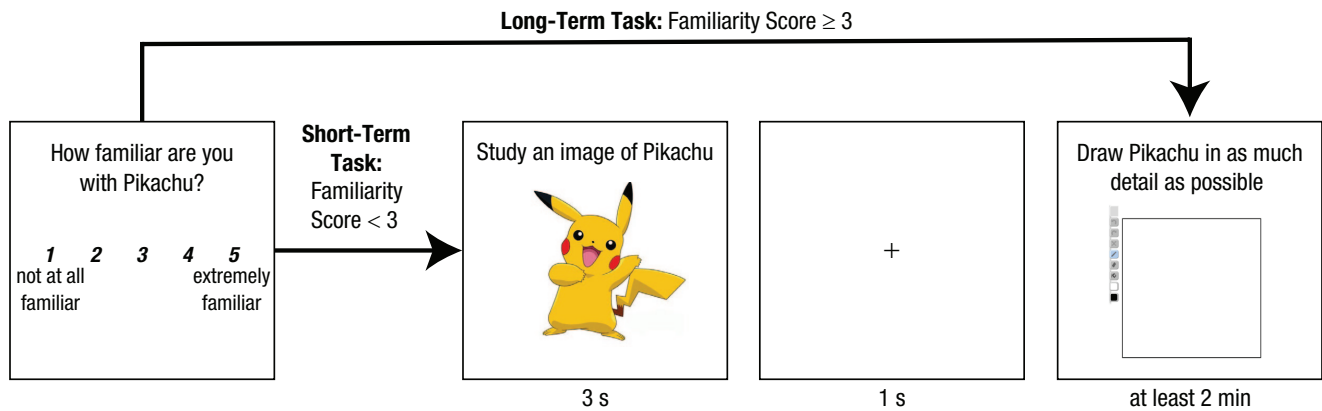 Long-Term Task: Familiarity Score ≥ 3
How familiar are you
with Pikachu?
1 2 3 4 5
not at all extremely
familiar familiar
Short-Term
Task:
Familiarity
Score < 3
Study an image of Pikachu
3 s
+
1 s
Draw Pikachu in as much
detail as possible
at least 2 min